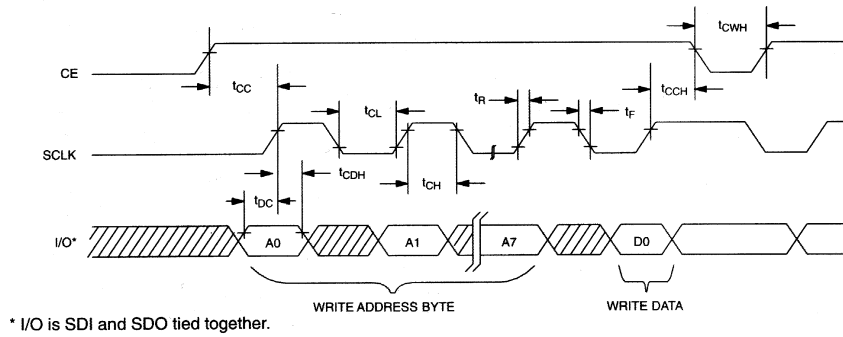 tCWH
CE
tCC
tCL
tR
tF
tCCH
SCLK
tCDH
tCH
tDC
I/O*
A0
A1
A7
D0
WRITE ADDRESS BYTE
WRITE DATA
* I/O is SDI and SDO tied together.